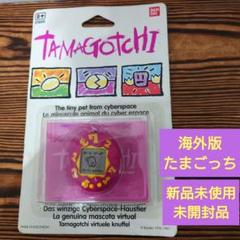 BAN
DAI
TAMAGOTCHI
The tiny pet from cyberspace
Le minuscule animal du cyber espace
海外版
たまごっち
新品未使用
未開封品
Das winzige Cyberspace-Haustier
La genuina mascota virtual
Tamagotchi virtuele knuffel